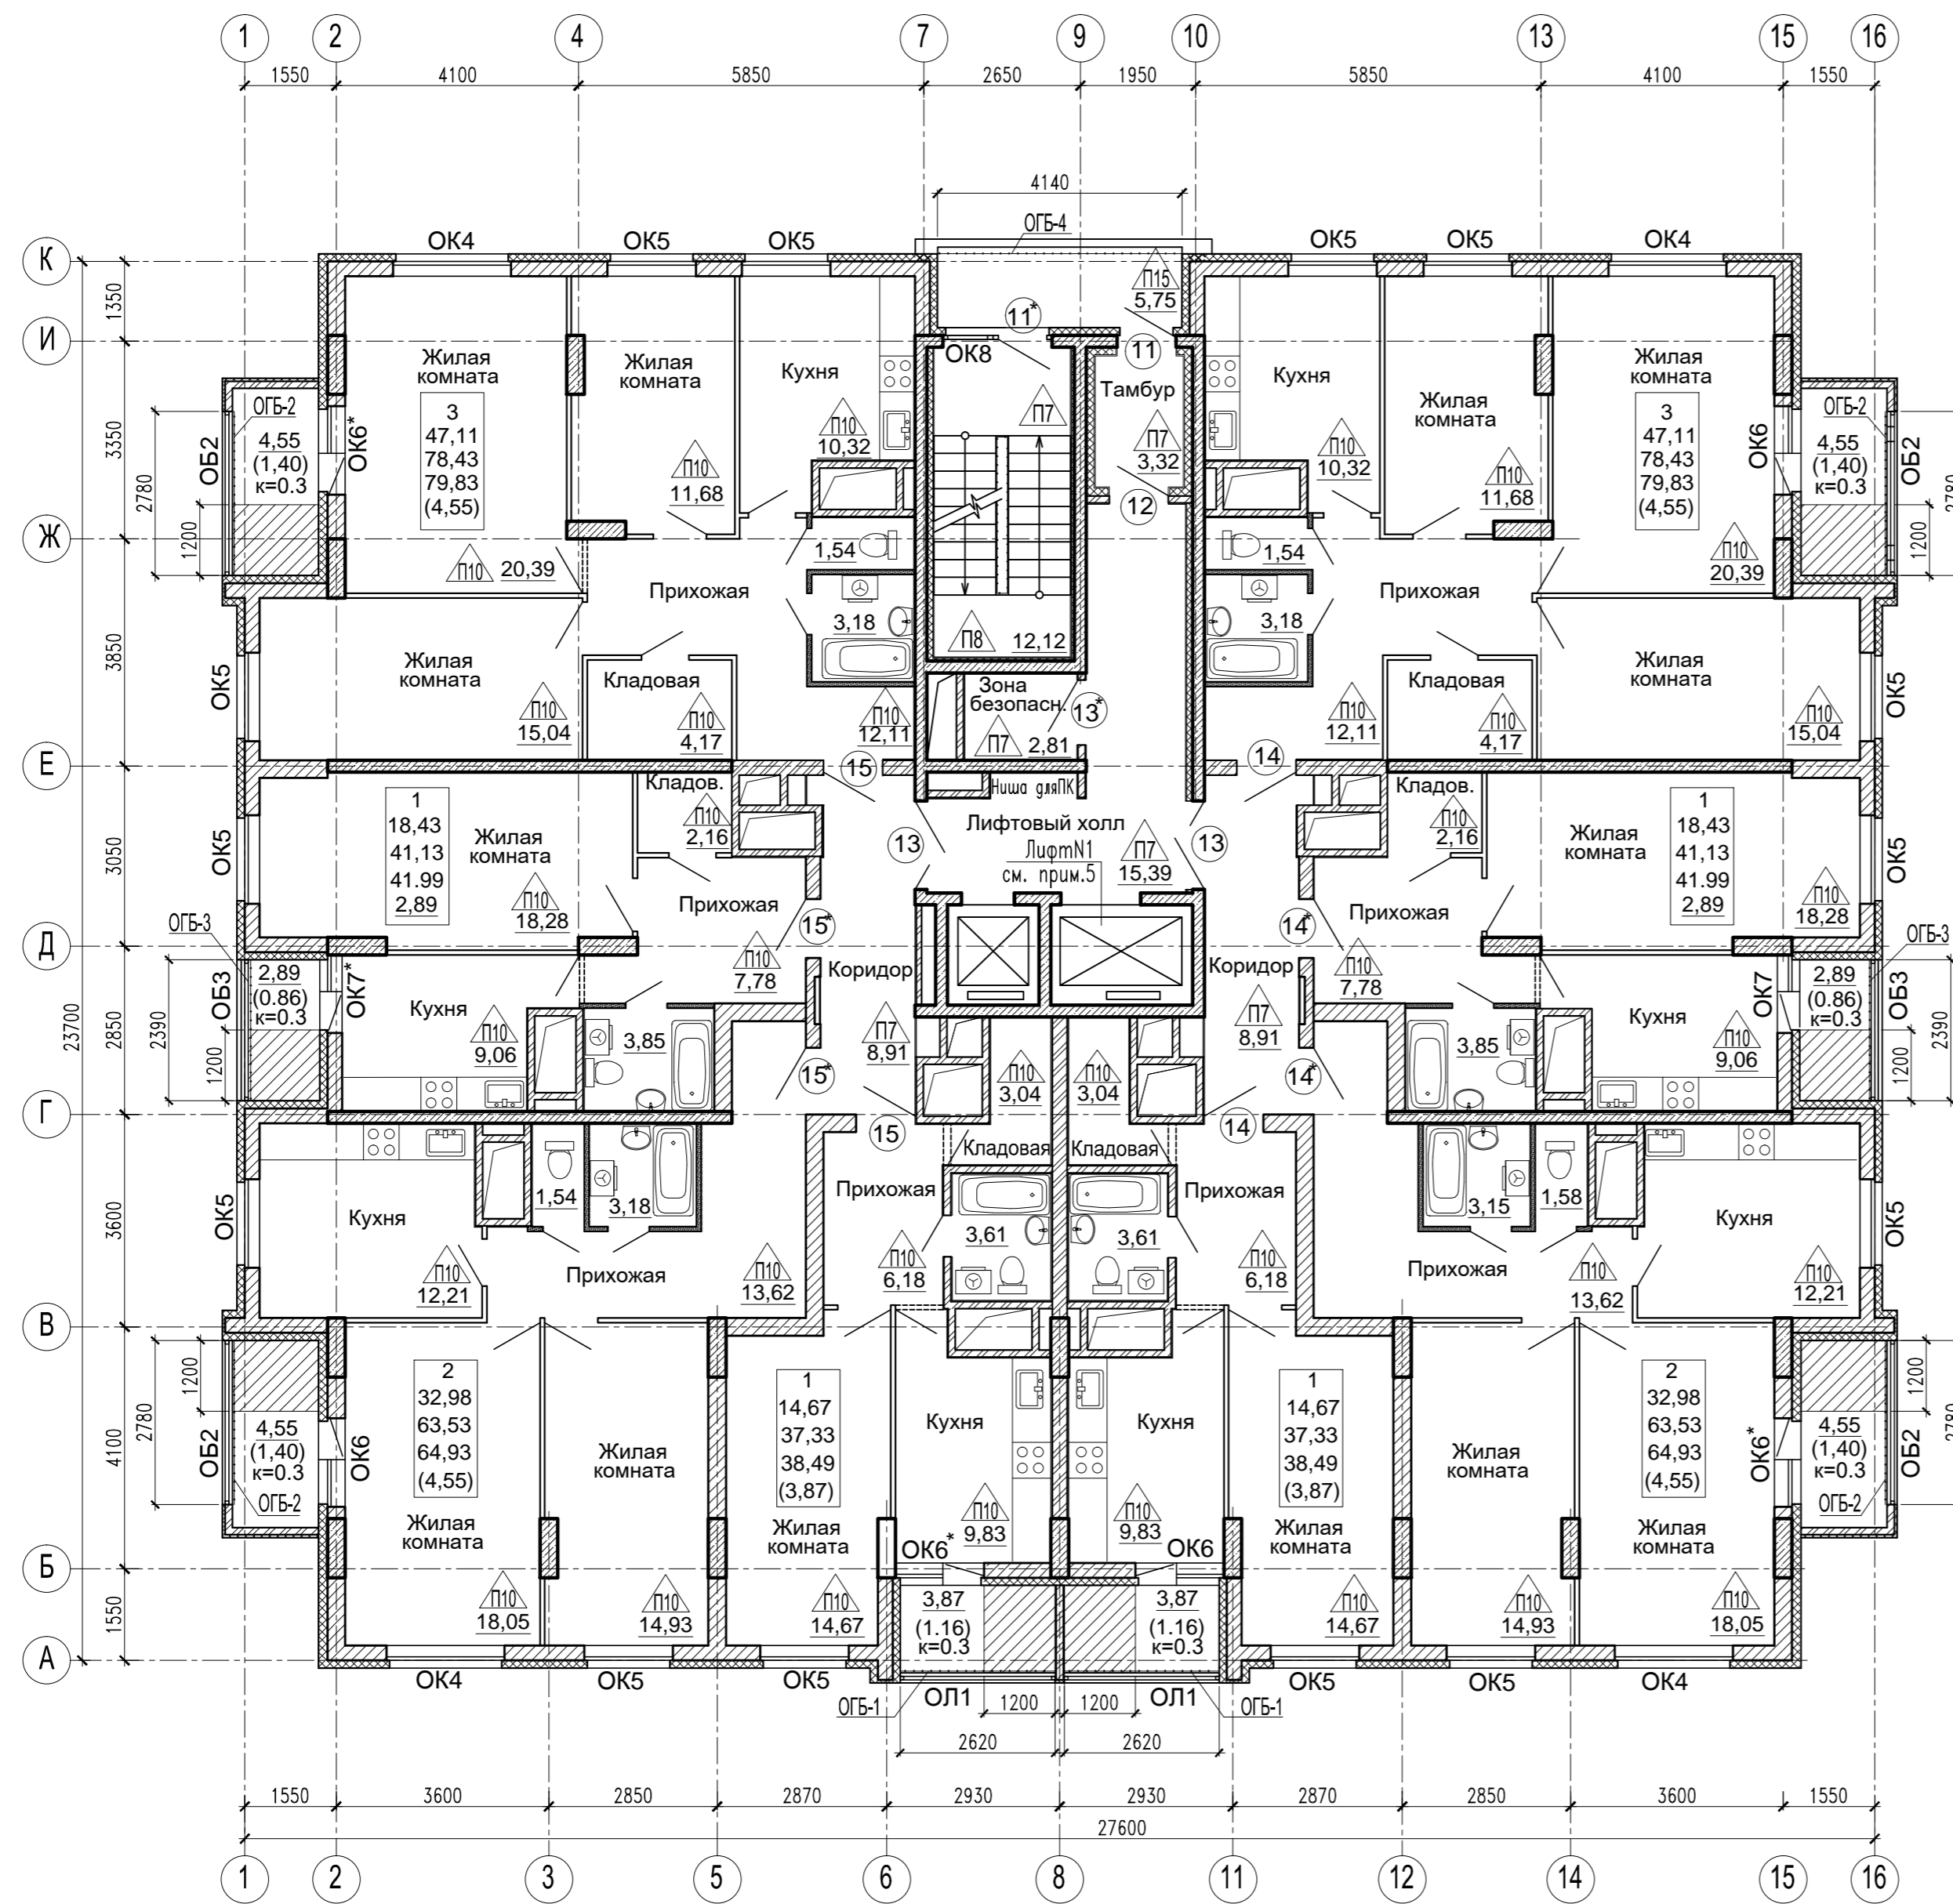 1 2 4 7 9 10 13 15 16
1550 4100 5850 2650 1950 5850 4100 1550
4140
ОГБ-4
ОК4 ОК5 ОК5 ОК5 ОК5 ОК4
К
И
Ж
Е
Д
Г
В
Б
А
1350
3350
3850
3050
2850
3600
4100
1550
23700
П15
5,75
11*
ОК8
11
Тамбур
П7
П7
3,32
12
П8
12,12
Жилая
комната
3
47,11
78,43
79,83
(4,55)
П10 20,39
Жилая
комната
П10
11,68
Кухня
П10
10,32
ОГБ-2
4,55
(1,40)
к=0.3
ОБ2
ОК6*
2780
1200
1,54
3,18
Прихожая
П10
12,11
Жилая
комната
П10
15,04
Кладовая
П10
4,17
ОК5
Кухня
П10
10,32
Жилая
комната
П10
11,68
Жилая
комната
3
47,11
78,43
79,83
(4,55)
П10
20,39
ОК6
ОГБ-2
4,55
(1,40)
к=0.3
ОБ2
2780
1200
1,54
3,18
Прихожая
П10
12,11
Кладовая
П10
4,17
Жилая
комната
П10
15,04
ОК5
Зона
безопасн.
П7
2,81
13*
15
14
Ниша дляПК
Лифтовый холл
ЛифтN1
см. прим.5
П7
15,39
13
13
ОК5
1
18,43
41,13
41.99
2,89
Жилая
комната
П10
18,28
Кладов.
П10
2,16
Прихожая
П10
7,78
15*
ОГБ-3
2,89
(0.86)
к=0.3
ОБ3
ОК7*
2390
1200
Кухня
П10
9,06
3,85
Коридор
П7
8,91
15*
15
Кладов.
П10
2,16
Жилая
комната
1
18,43
41,13
41.99
2,89
П10
18,28
ОК5
Прихожая
П10
7,78
14*
Коридор
П7
8,91
14*
14
3,85
Кухня
П10
9,06
ОК7
ОГБ-3
2,89
(0.86)
к=0.3
ОБ3
2390
1200
П10
3,04
П10
3,04
Кладовая
Кладовая
ОК5
Кухня
П10
12,21
1,54
3,18
Прихожая
П10
13,62
Прихожая
П10
6,18
3,61
3,61
Прихожая
П10
6,18
3,15
1,58
Прихожая
П10
13,62
Кухня
П10
12,21
ОК5
1200
2780
4,55
(1,40)
к=0.3
ОБ2
ОГБ-2
ОК6
2
32,98
63,53
64,93
(4,55)
Жилая
комната
П10
18,05
Жилая
комната
П10
14,93
1
14,67
37,33
38,49
(3,87)
Жилая
комната
П10
14,67
Кухня
П10
9,83
ОК6*
Кухня
П10
9,83
ОК6
1
14,67
37,33
38,49
(3,87)
Жилая
комната
П10
14,67
Жилая
комната
П10
14,93
2
32,98
63,53
64,93
(4,55)
Жилая
комната
П10
18,05
ОК6*
4,55
(1,40)
к=0.3
ОГБ-2
ОБ2
1200
2780
3,87
(1.16)
к=0.3
3,87
(1.16)
к=0.3
ОК4 ОК5 ОК5 ОЛ1 ОЛ1 ОК5 ОК5 ОК4
ОГБ-1 1200 1200 ОГБ-1
2620 2620
1550 3600 2850 2870 2930 2930 2870 2850 3600 1550
27600
1 2 3 5 6 8 11 12 14 15 16